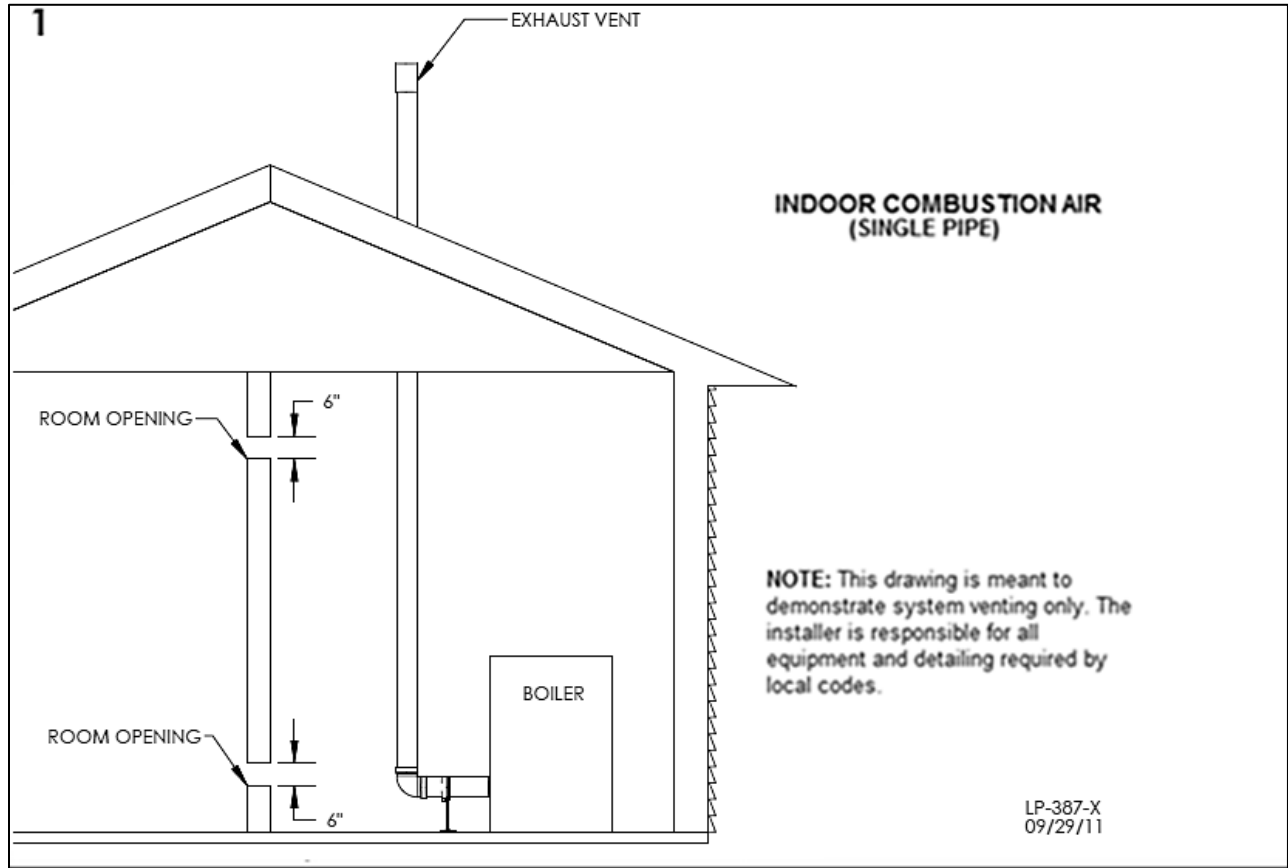 1
EXHAUST VENT
INDOOR COMBUSTION AIR
(SINGLE PIPE)
6"
ROOM OPENING
NOTE: This drawing is meant to
demonstrate system venting only. The
installer is responsible for all
equipment and detailing required by
local codes.
BOILER
ROOM OPENING
6"
LP-387-X
09/29/11